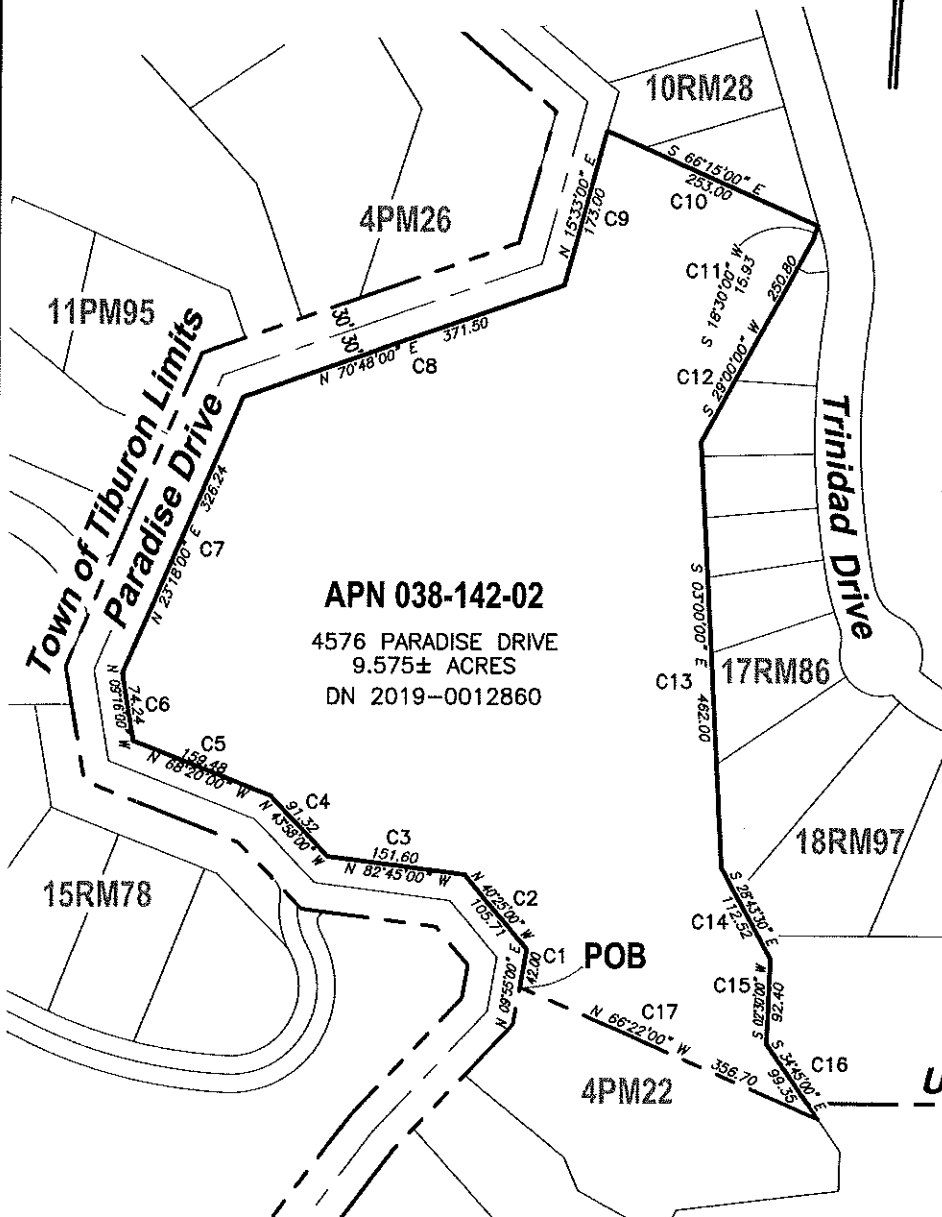 10RM28
S 66°15'00" E
253.00
C10
N 15°33'00" E
173.00
C9
4PM26
C11
S 18°30'00" W
15.93
250.80
S 29°00'00" W
C12
11PM95
30'
30'
N 70°48'00" E
371.50
C8
Town of Tiburon Limits
Paradise Drive
Trinidad Drive
N 23°18'00" E
326.24
C7
APN 038-142-02
4576 PARADISE DRIVE
9.575± ACRES
DN 2019-0012860
S 03°00'00" E
462.00
C13
17RM86
N 09°16'00" W
74.24
C6
C5
159.48
N 68°20'00" W
C4
91.32
N 43°58'00" W
C3
151.60
N 82°45'00" W
18RM97
15RM78
N 40°25'00" W
105.71
C2
S 28°43'30" E
112.52
C14
C1
42.00
N 09°55'00" E
POB
C15
S 02°30'00" W
92.40
C17
N 66°22'00" W
356.70
S 34°45'00" E
99.35
C16
4PM22
U